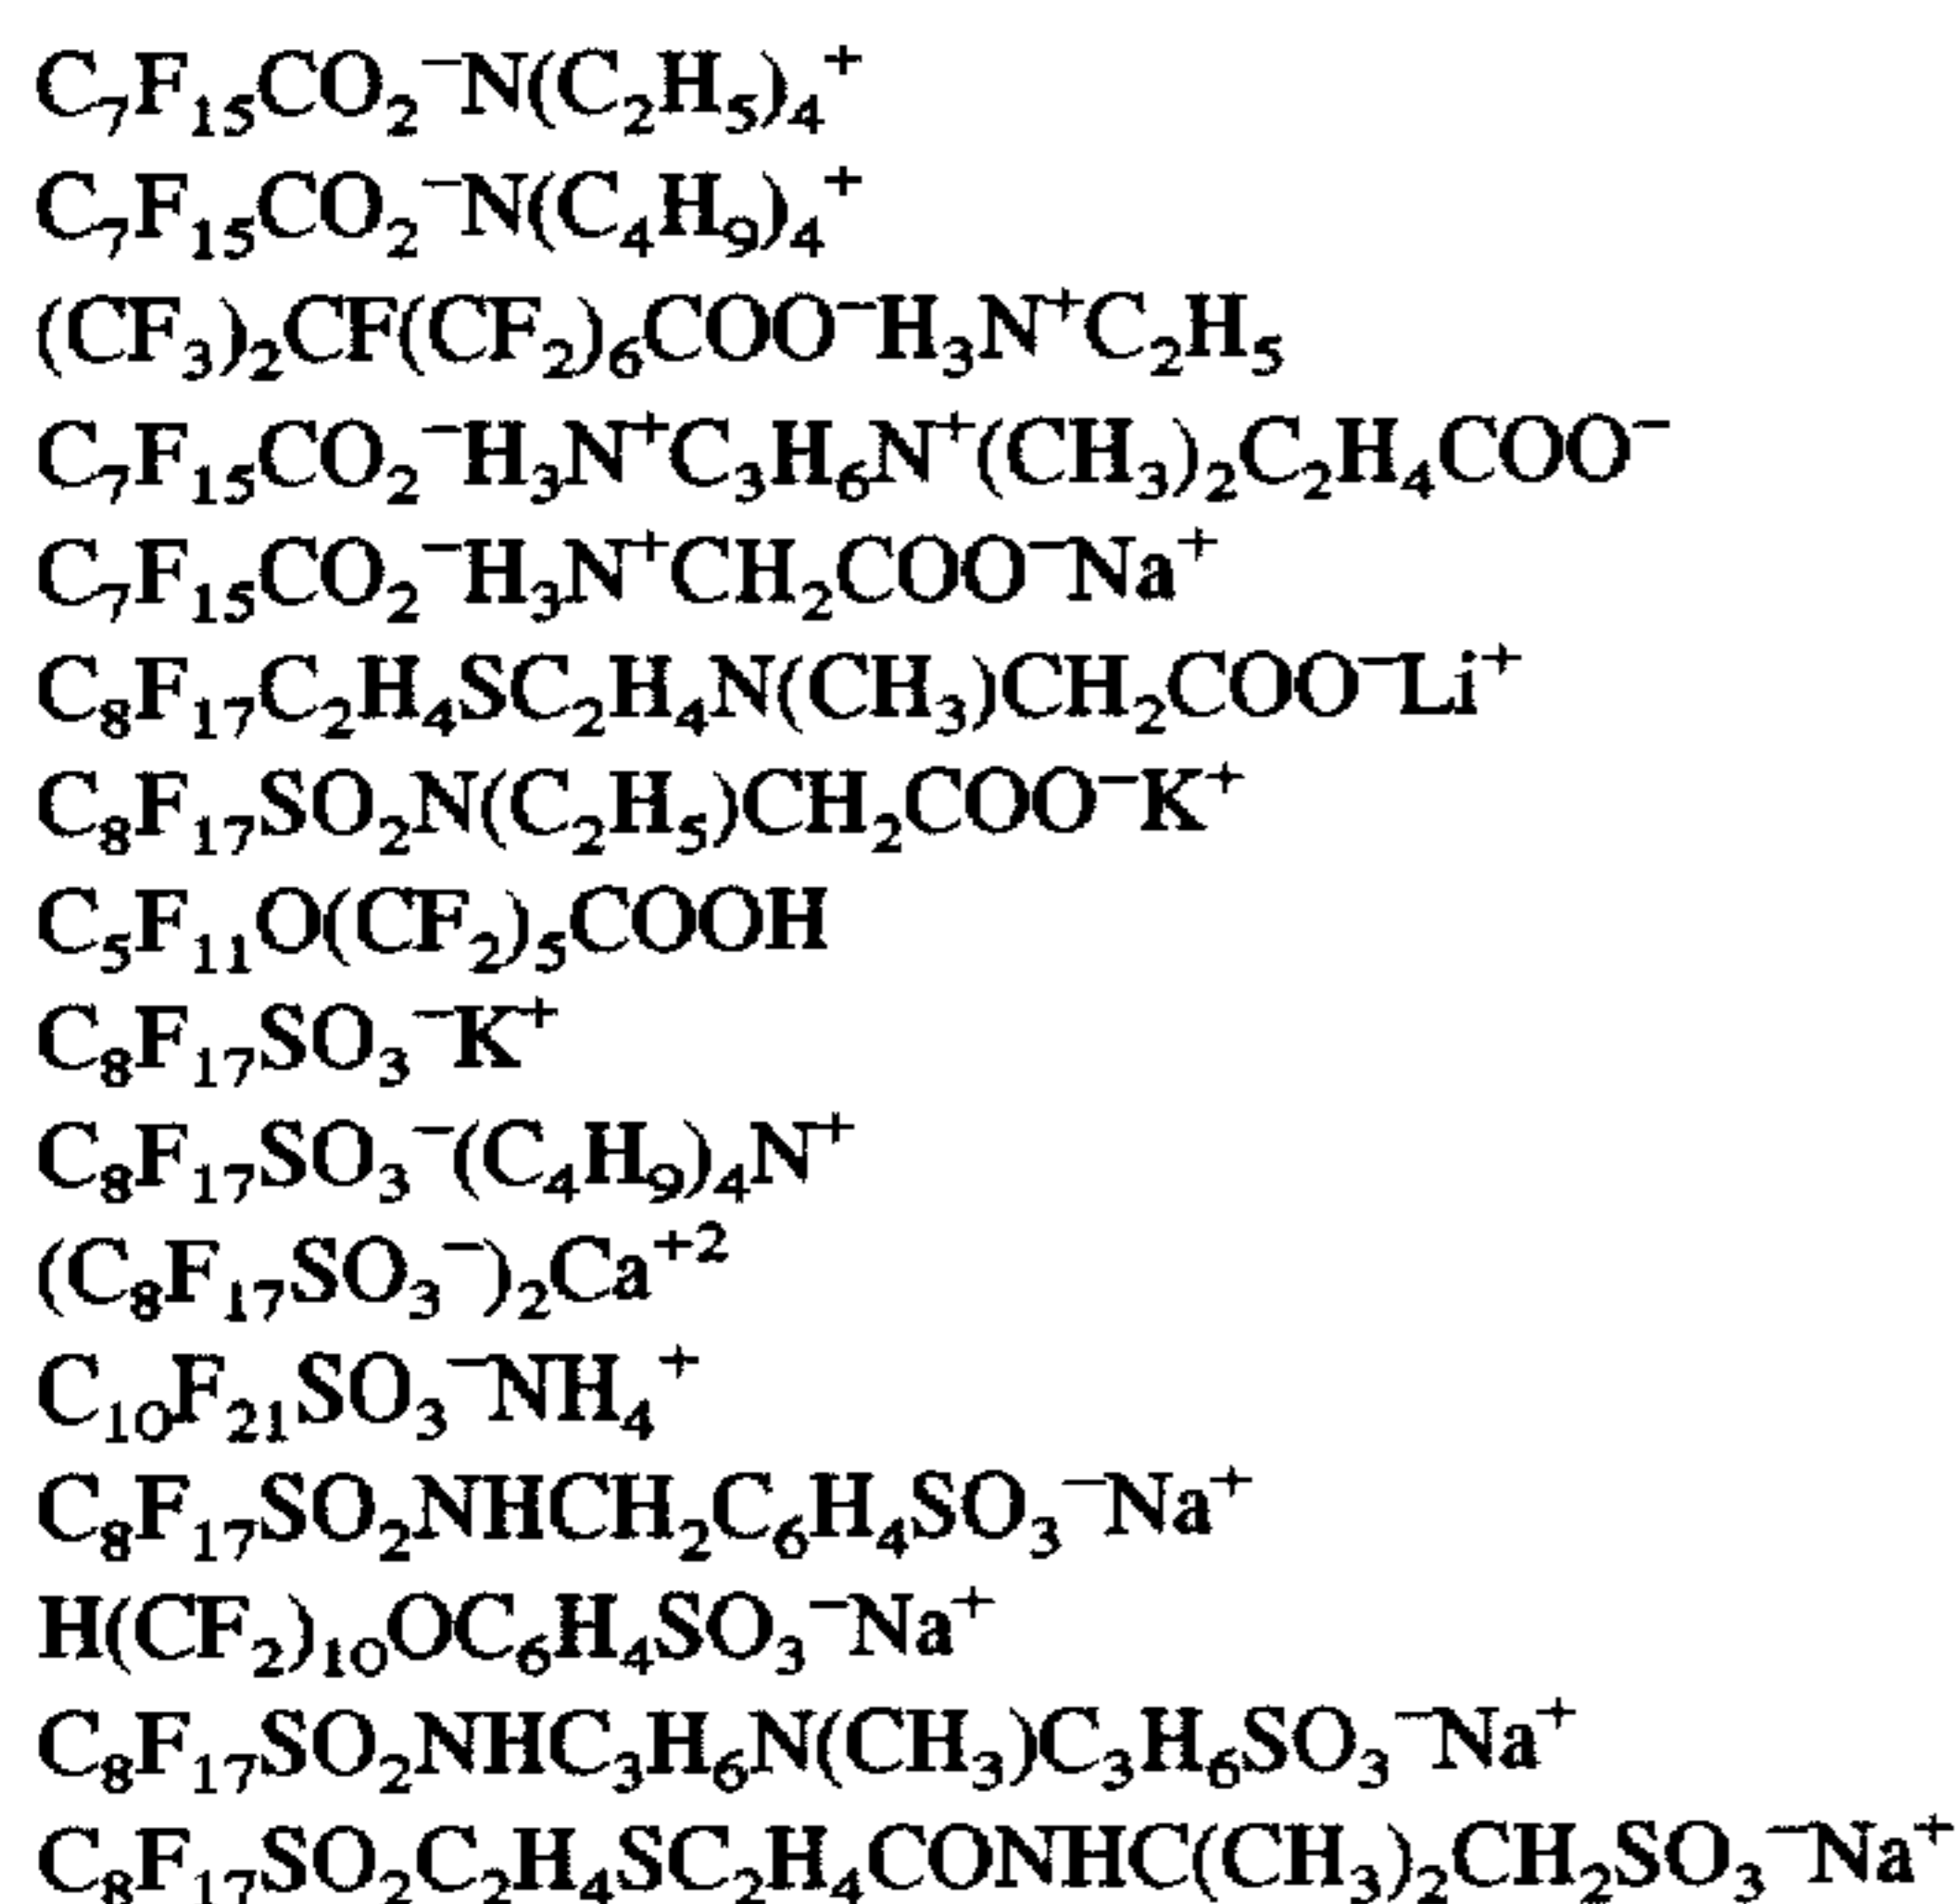 C₇F₁₅CO₂⁻N(C₂H₅)₄⁺
C₇F₁₅CO₂⁻N(C₄H₉)₄⁺
(CF₃)₂CF(CF₂)₆COO⁻H₃N⁺C₂H₅
C₇F₁₅CO₂⁻H₃N⁺C₃H₆N⁺(CH₃)₂C₂H₄COO⁻
C₇F₁₅CO₂⁻H₃N⁺CH₂COO⁻Na⁺
C₈F₁₇C₂H₄SC₂H₄N(CH₃)CH₂COO⁻Li⁺
C₈F₁₇SO₂N(C₂H₅)CH₂COO⁻K⁺
C₅F₁₁O(CF₂)₅COOH
C₈F₁₇SO₃⁻K⁺
C₈F₁₇SO₃⁻(C₄H₉)₄N⁺
(C₈F₁₇SO₃⁻)₂Ca⁺²
C₁₀F₂₁SO₃⁻NH₄⁺
C₈F₁₇SO₂NHCH₂C₆H₄SO₃⁻Na⁺
H(CF₂)₁₀OC₆H₄SO₃⁻Na⁺
C₈F₁₇SO₂NHC₃H₆N(CH₃)C₃H₆SO₃⁻Na⁺
C₈F₁₇SO₂C₂H₄SC₂H₄CONHC(CH₃)₂CH₂SO₃⁻Na⁺